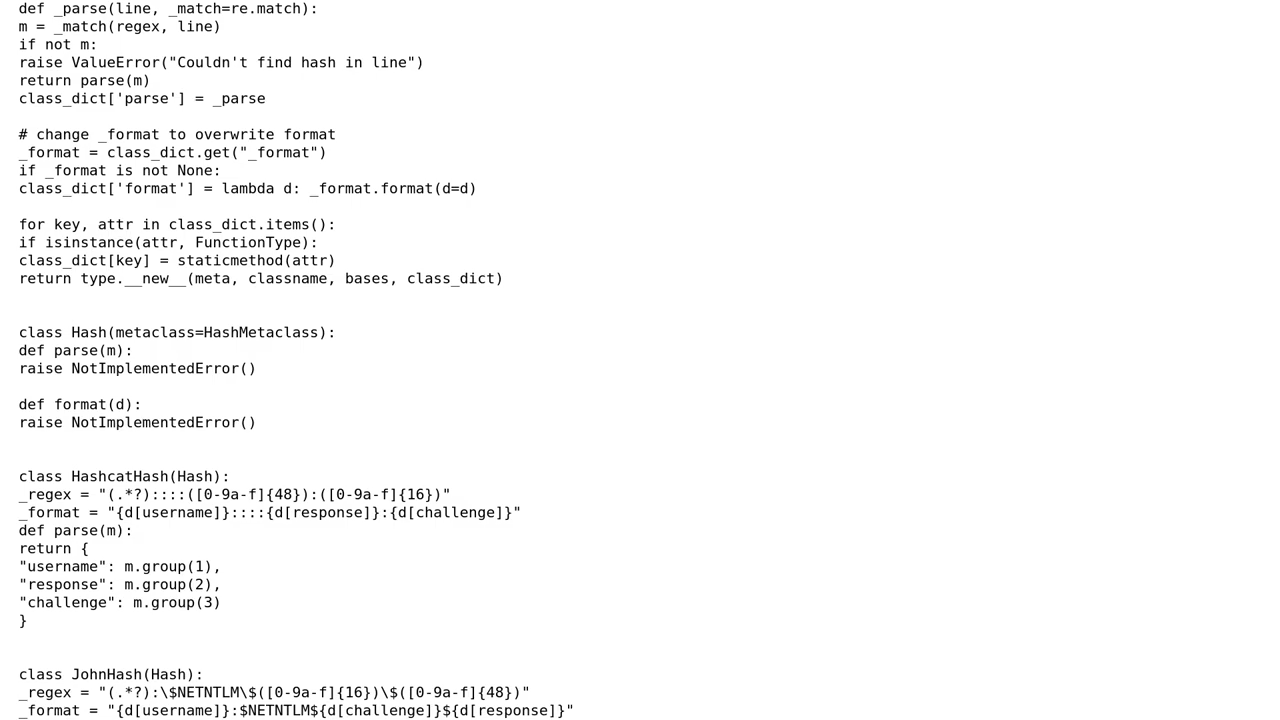 def _parse(line, _match=re.match):
m = _match(regex, line)
if not m:
raise ValueError("Couldn't find hash in line")
return parse(m)
class_dict['parse'] = _parse
# change _format to overwrite format
_format = class_dict.get("_format")
if _format is not None:
class_dict['format'] = lambda d: _format.format(d=d)
for key, attr in class_dict.items():
if isinstance(attr, FunctionType):
class_dict[key] = staticmethod(attr)
return type.__new__(meta, classname, bases, class_dict)
class Hash(metaclass=HashMetaclass):
def parse(m):
raise NotImplementedError()
def format(d):
raise NotImplementedError()
class HashcatHash(Hash):
_regex = "(.*?)::::([0-9a-f]{48}):([0-9a-f]{16})"
_format = "{d[username]}::::{d[response]}:{d[challenge]}"
def parse(m):
return {
"username": m.group(1),
"response": m.group(2),
"challenge": m.group(3)
}
class JohnHash(Hash):
_regex = "(.*?):\$NETNTLM\$([0-9a-f]{16})\$([0-9a-f]{48})"
_format = "{d[username]}:$NETNTLM${d[challenge]}${d[response]}"